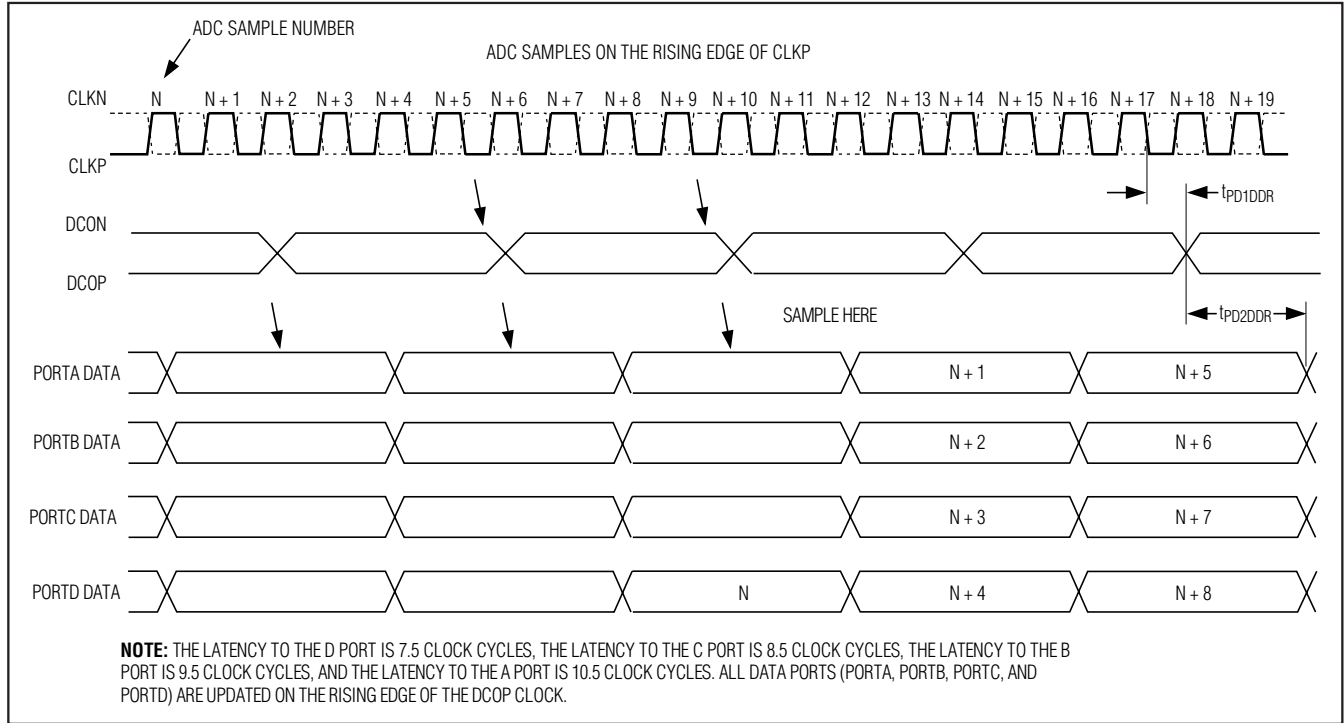 ADC SAMPLE NUMBER
ADC SAMPLES ON THE RISING EDGE OF CLKP
CLKN
N N + 1 N + 2 N + 3 N + 4 N + 5 N + 6 N + 7 N + 8 N + 9 N + 10 N + 11 N + 12 N + 13 N + 14 N + 15 N + 16 N + 17 N + 18 N + 19
CLKP
tPD1DDR
DCON
DCOP
SAMPLE HERE
tPD2DDR
PORTA DATA N + 1 N + 5
PORTB DATA N + 2 N + 6
PORTC DATA N + 3 N + 7
PORTD DATA N N + 4 N + 8
NOTE: THE LATENCY TO THE D PORT IS 7.5 CLOCK CYCLES, THE LATENCY TO THE C PORT IS 8.5 CLOCK CYCLES, THE LATENCY TO THE B
PORT IS 9.5 CLOCK CYCLES, AND THE LATENCY TO THE A PORT IS 10.5 CLOCK CYCLES. ALL DATA PORTS (PORTA, PORTB, PORTC, AND
PORTD) ARE UPDATED ON THE RISING EDGE OF THE DCOP CLOCK.